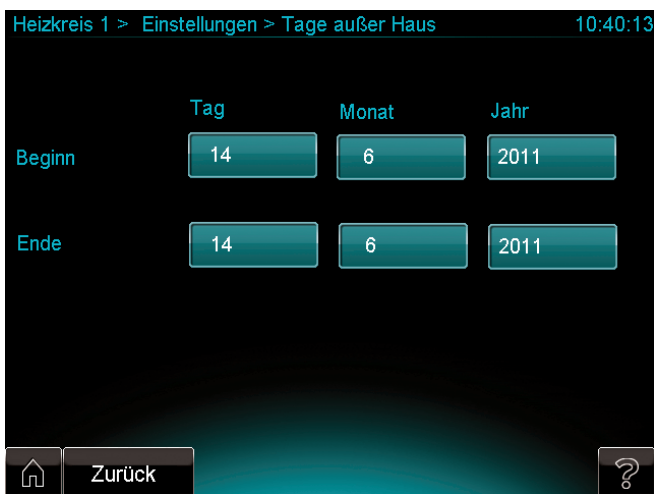 Heizkreis 1 > Einstellungen > Tage außer Haus 10:40:13
Tag Monat Jahr
Beginn 14 6 2011
Ende 14 6 2011
Zurück ?